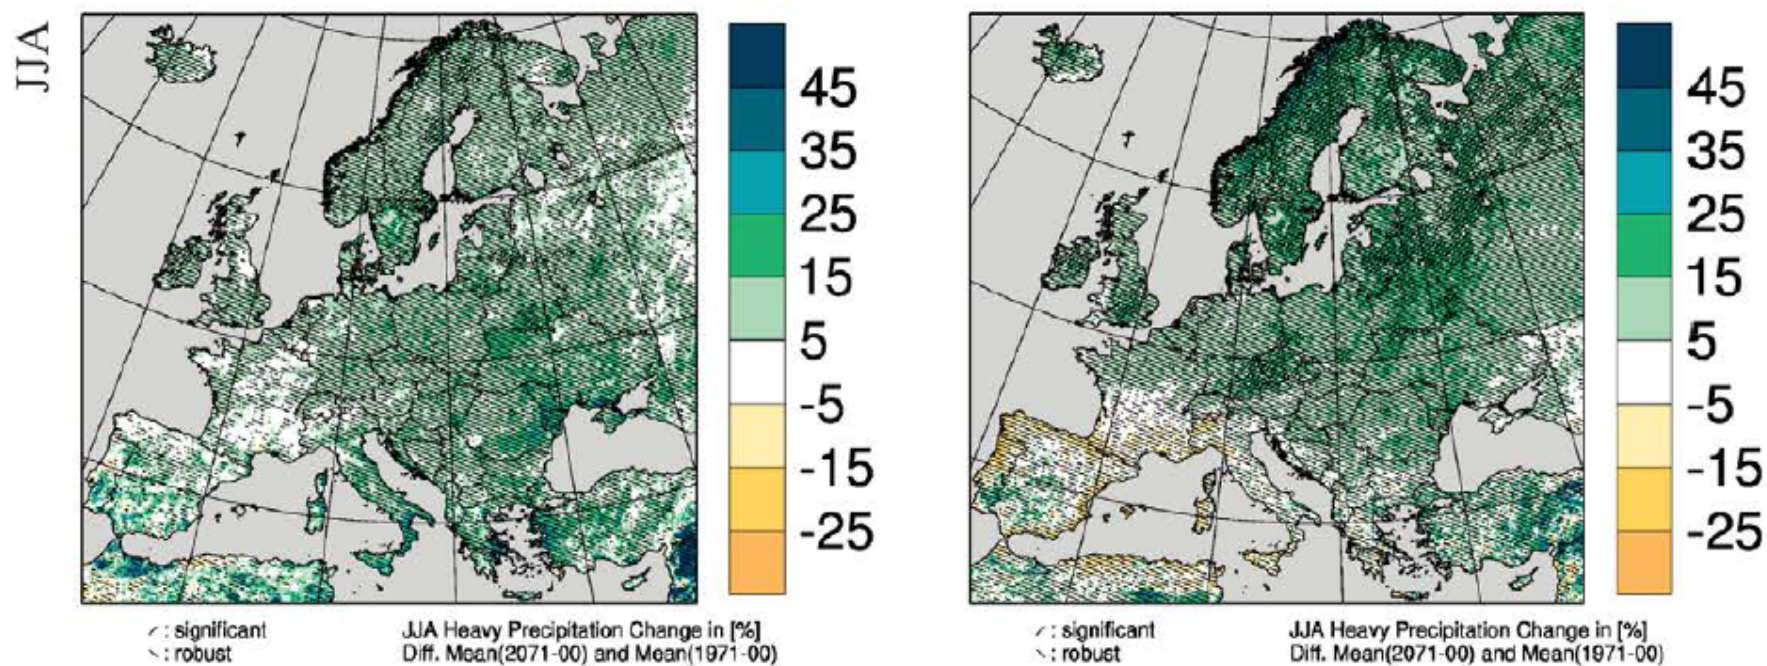 JJA
45
35
25
15
5
-5
-15
-25
⸝: significant
⸜: robust
JJA Heavy Precipitation Change in [%]
Diff. Mean(2071-00) and Mean(1971-00)
45
35
25
15
5
-5
-15
-25
⸝: significant
⸜: robust
JJA Heavy Precipitation Change in [%]
Diff. Mean(2071-00) and Mean(1971-00)